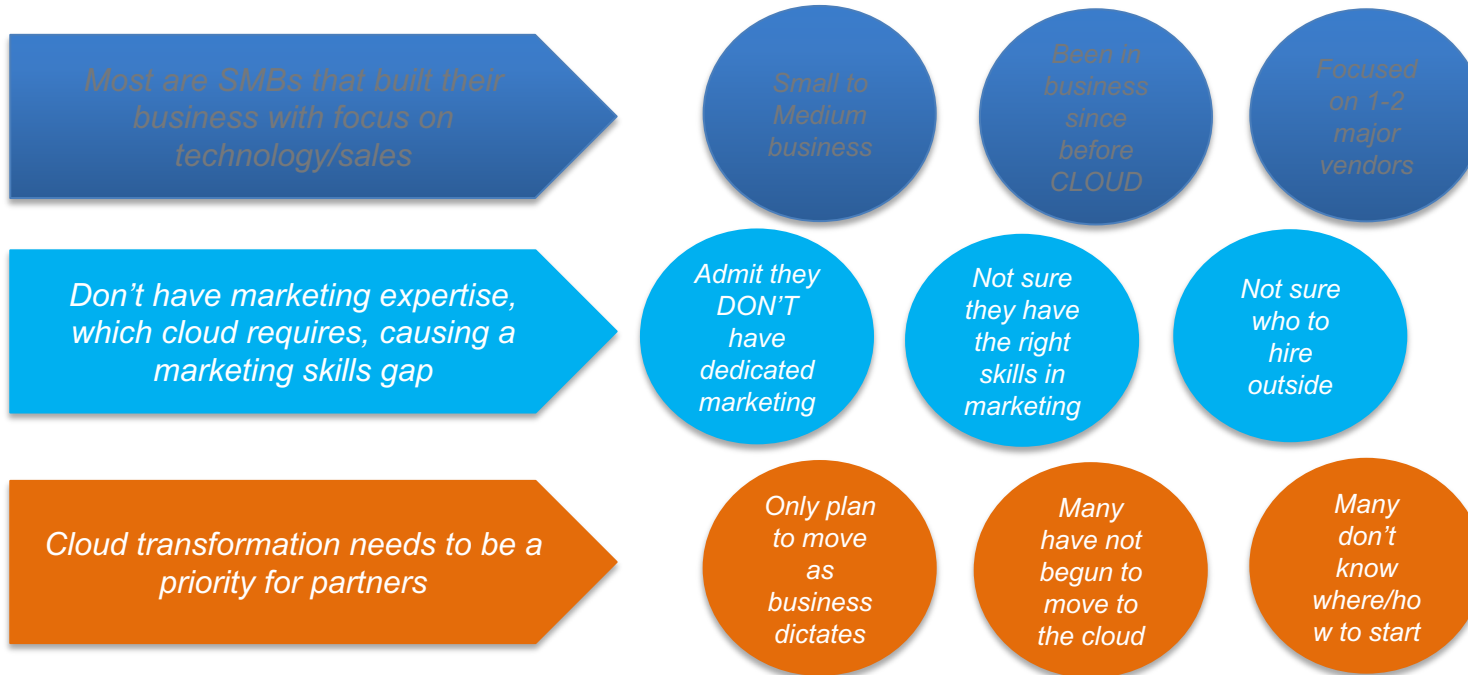 Most are SMBs that built their
business with focus on
technology/sales
Small to
Medium
business
Been in
business
since
before
CLOUD
Focused
on 1-2
major
vendors
Don’t have marketing expertise,
which cloud requires, causing a
marketing skills gap
Admit they
DON’T
have
dedicated
marketing
Not sure
they have
the right
skills in
marketing
Not sure
who to
hire
outside
Cloud transformation needs to be a
priority for partners
Only plan
to move
as
business
dictates
Many
have not
begun to
move to
the cloud
Many
don’t
know
where/ho
w to start